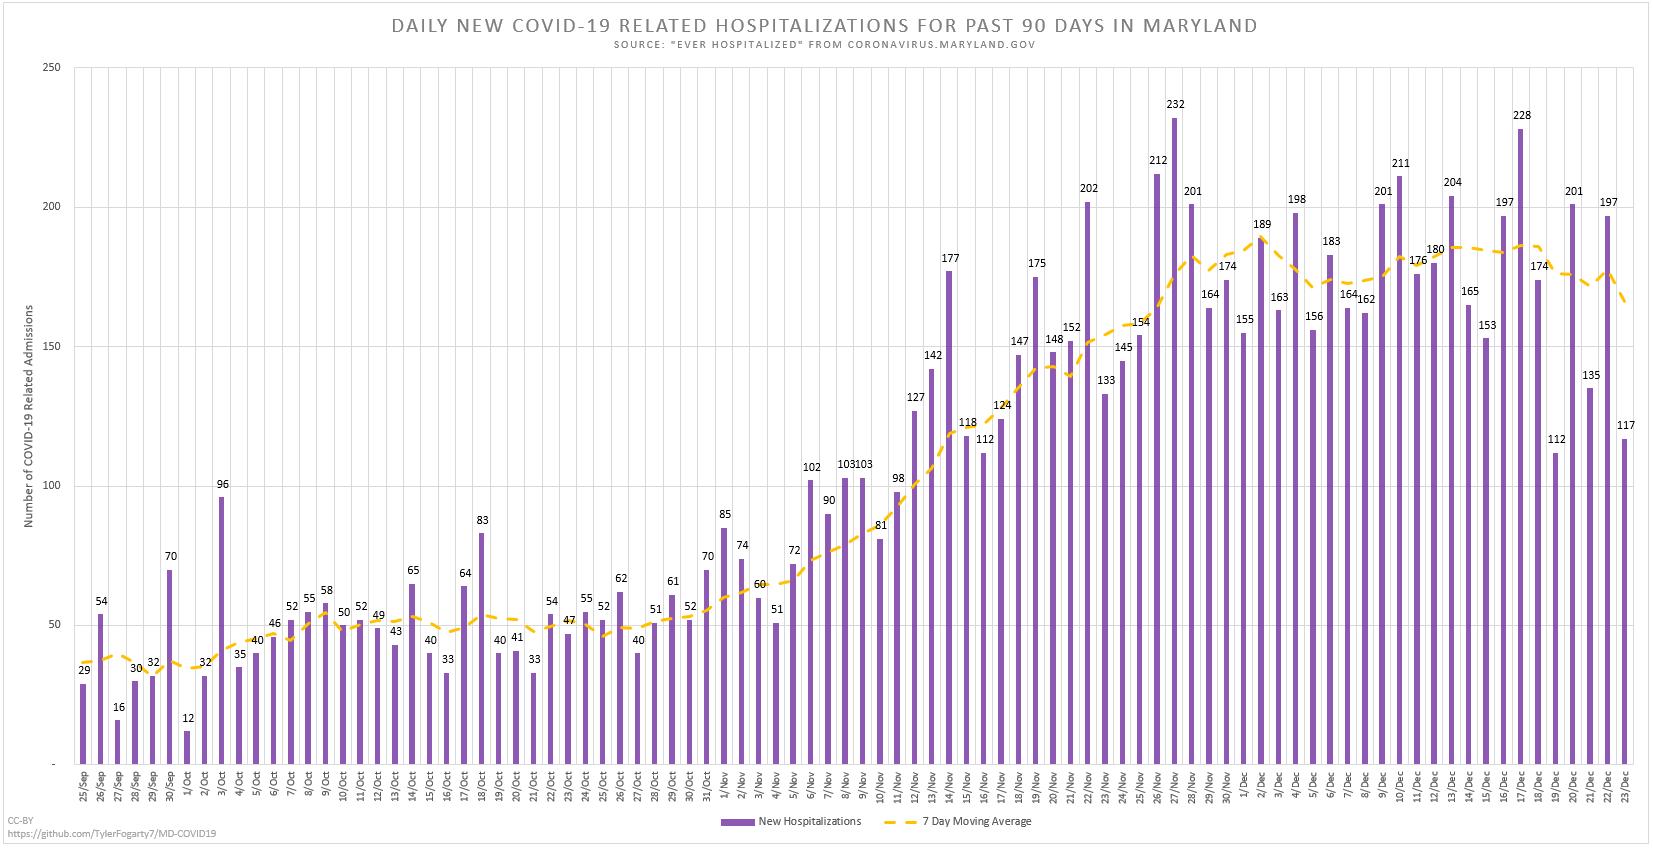 DAILY NEW COVID-19 RELATED HOSPITALIZATIONS FOR PAST 90 DAYS IN MARYLAND
SOURCE: "EVER HOSPITALIZED" FROM CORONAVIRUS.MARYLAND.GOV
Number of COVID-19 Related Admissions
250
200
150
100
50
-
29 54 16 30 32 70 12 32 96 35 40 46 52 55 58 50 52 49 43 65 40 33 64 83 40 41 33 54 47 55 52 62 40 51 61 52 70 85 74 60 51 72 102 90 103 103 81 98 127 142 177 118 112 124 147 175 148 152 202 133 145 154 212 232 201 164 174 155 189 163 198 156 183 164 162 201 211 176 180 204 165 153 197 228 174 112 201 135 197 117
25/Sep 26/Sep 27/Sep 28/Sep 29/Sep 30/Sep 1/Oct 2/Oct 3/Oct 4/Oct 5/Oct 6/Oct 7/Oct 8/Oct 9/Oct 10/Oct 11/Oct 12/Oct 13/Oct 14/Oct 15/Oct 16/Oct 17/Oct 18/Oct 19/Oct 20/Oct 21/Oct 22/Oct 23/Oct 24/Oct 25/Oct 26/Oct 27/Oct 28/Oct 29/Oct 30/Oct 31/Oct 1/Nov 2/Nov 3/Nov 4/Nov 5/Nov 6/Nov 7/Nov 8/Nov 9/Nov 10/Nov 11/Nov 12/Nov 13/Nov 14/Nov 15/Nov 16/Nov 17/Nov 18/Nov 19/Nov 20/Nov 21/Nov 22/Nov 23/Nov 24/Nov 25/Nov 26/Nov 27/Nov 28/Nov 29/Nov 30/Nov 1/Dec 2/Dec 3/Dec 4/Dec 5/Dec 6/Dec 7/Dec 8/Dec 9/Dec 10/Dec 11/Dec 12/Dec 13/Dec 14/Dec 15/Dec 16/Dec 17/Dec 18/Dec 19/Dec 20/Dec 21/Dec 22/Dec 23/Dec
New Hospitalizations 7 Day Moving Average
CC-BY
https://github.com/TylerFogarty7/MD-COVID19